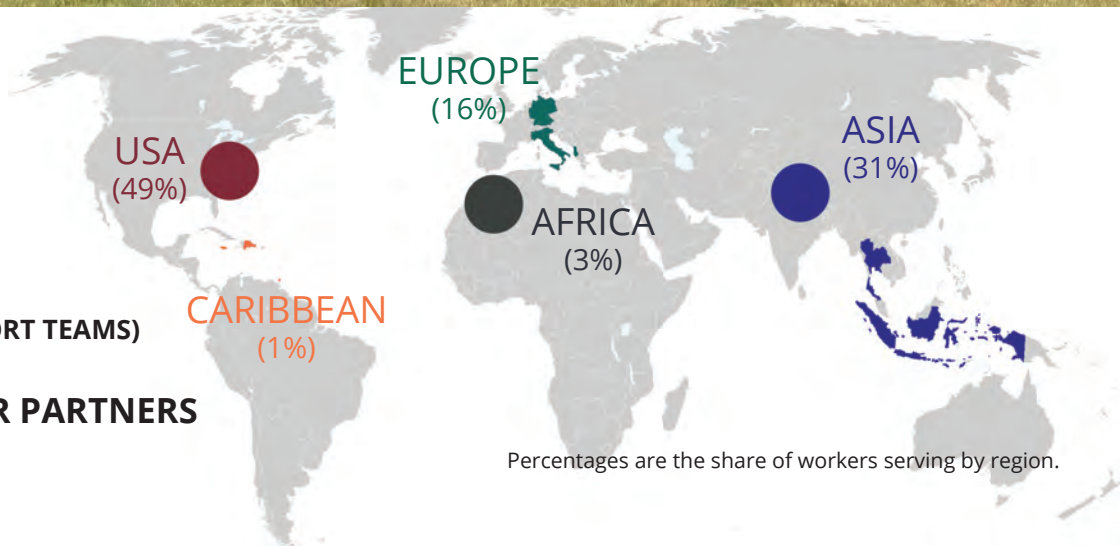 EUROPE
(16%)
USA
(49%)
ASIA
(31%)
AFRICA
(3%)
CARIBBEAN
(1%)
TEAMS)
PARTNERS
Percentages are the share of workers serving by region.